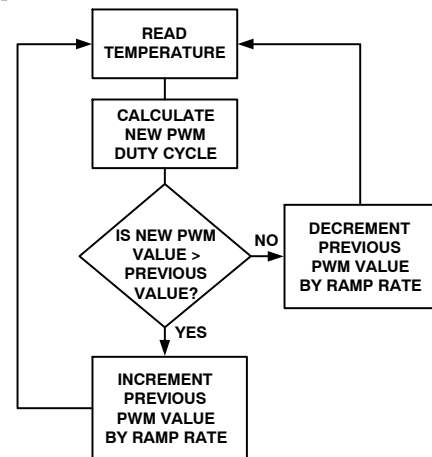 READ
TEMPERATURE
CALCULATE
NEW PWM
DUTY CYCLE
IS NEW PWM
VALUE >
PREVIOUS
VALUE?
NO
DECREMENT
PREVIOUS
PWM VALUE
BY RAMP RATE
YES
INCREMENT
PREVIOUS
PWM VALUE
BY RAMP RATE